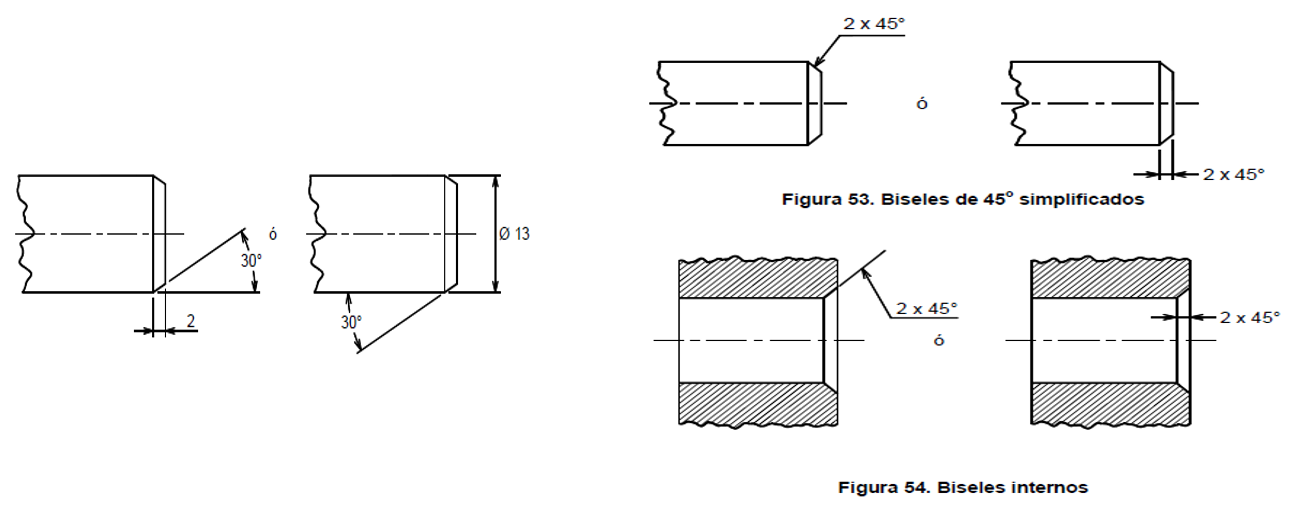 30°
ó
2
30°
Ø 13
2 x 45°
ó
2 x 45°
Figura 53. Biseles de 45° simplificados
2 x 45°
ó
2 x 45°
Figura 54. Biseles internos